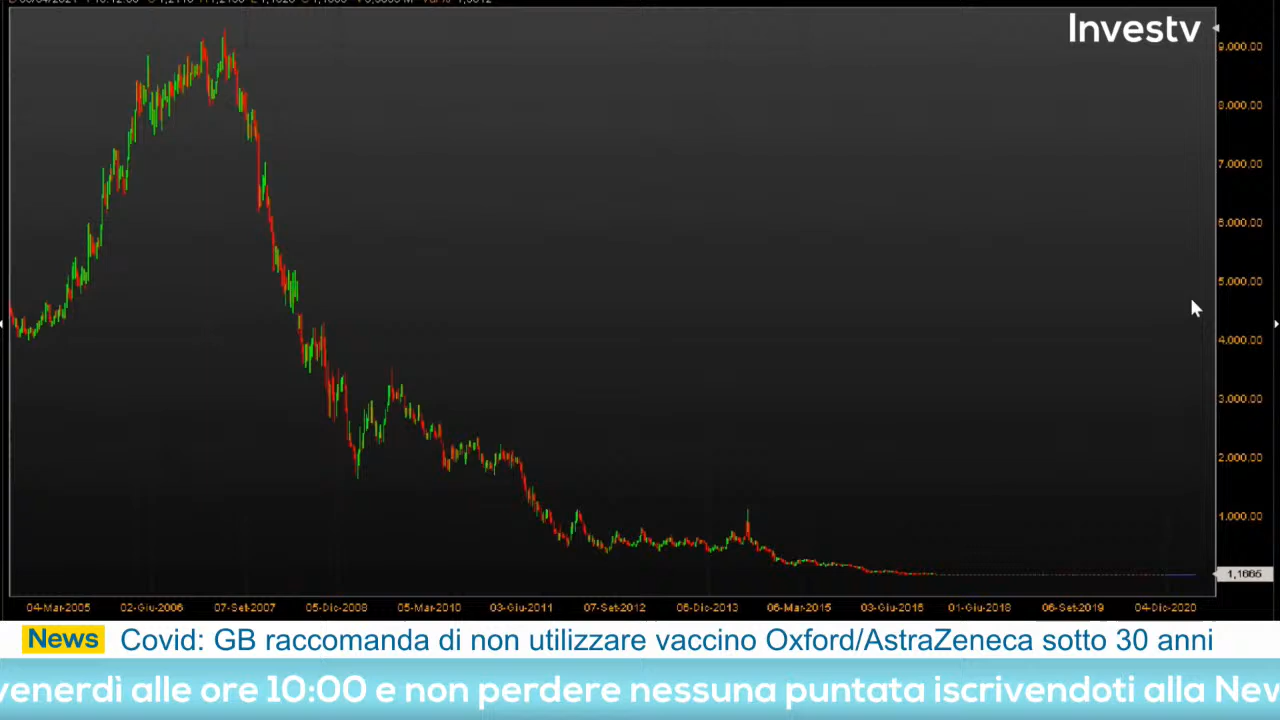 Investv
9.000.00
8.000.00
7.000.00
6.000.00
5.000.00
4.000.00
3.000.00
2.000.00
1.000.00
1,1665
04-Mar-2005 02-Giu-2006 07-Set-2007 05-Dic-2008 05-Mar-2010 03-Giu-2011 07-Set-2012 06-Dic-2013 06-Mar-2015 03-Giu-2016 01-Giu-2018 06-Set-2019 04-Dic-2020
News Covid: GB raccomanda di non utilizzare vaccino Oxford/AstraZeneca sotto 30 anni
venerdì alle ore 10:00 e non perdere nessuna puntata iscrivendoti alla New